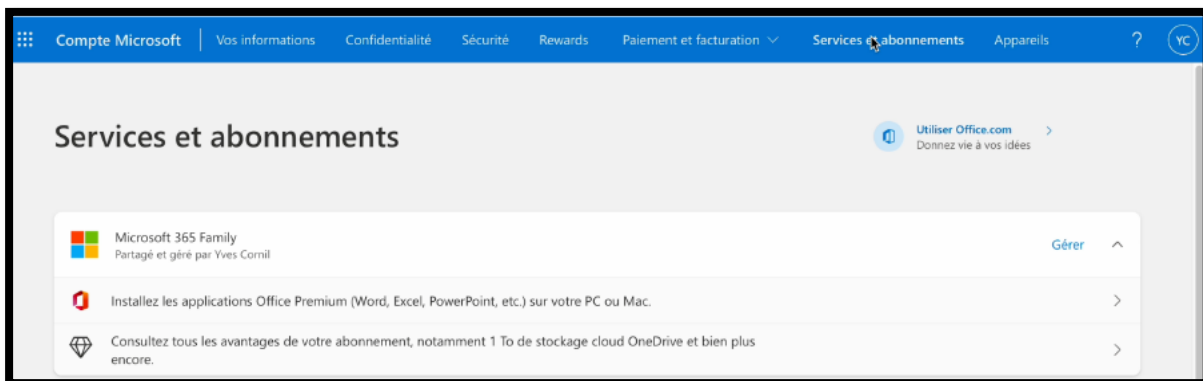 Compte Microsoft Vos informations Confidentialité Sécurité Rewards Paiement et facturation Services et abonnements Appareils ? YC
Services et abonnements
Utiliser Office.com
Donnez vie à vos idées
Microsoft 365 Family
Partagé et géré par Yves Cornil
Gérer
Installez les applications Office Premium (Word, Excel, PowerPoint, etc.) sur votre PC ou Mac.
Consultez tous les avantages de votre abonnement, notamment 1 To de stockage cloud OneDrive et bien plus
encore.